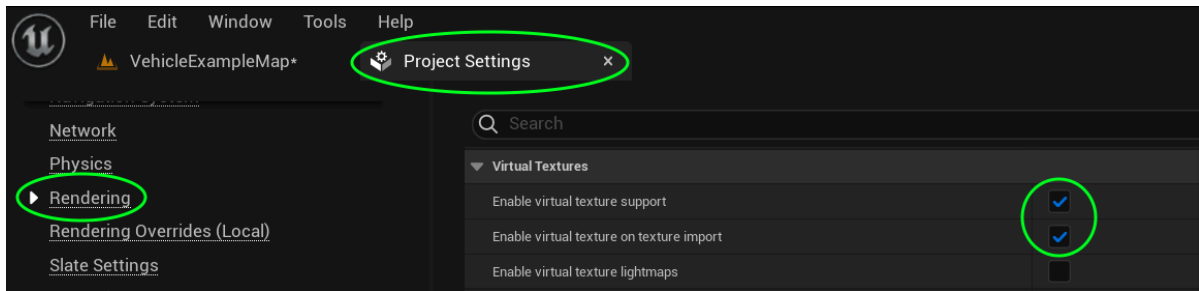 File Edit Window Tools Help
VehicleExampleMap*
Project Settings
Network
Physics
Rendering
Rendering Overrides (Local)
Slate Settings
Search
Virtual Textures
Enable virtual texture support
Enable virtual texture on texture import
Enable virtual texture lightmaps